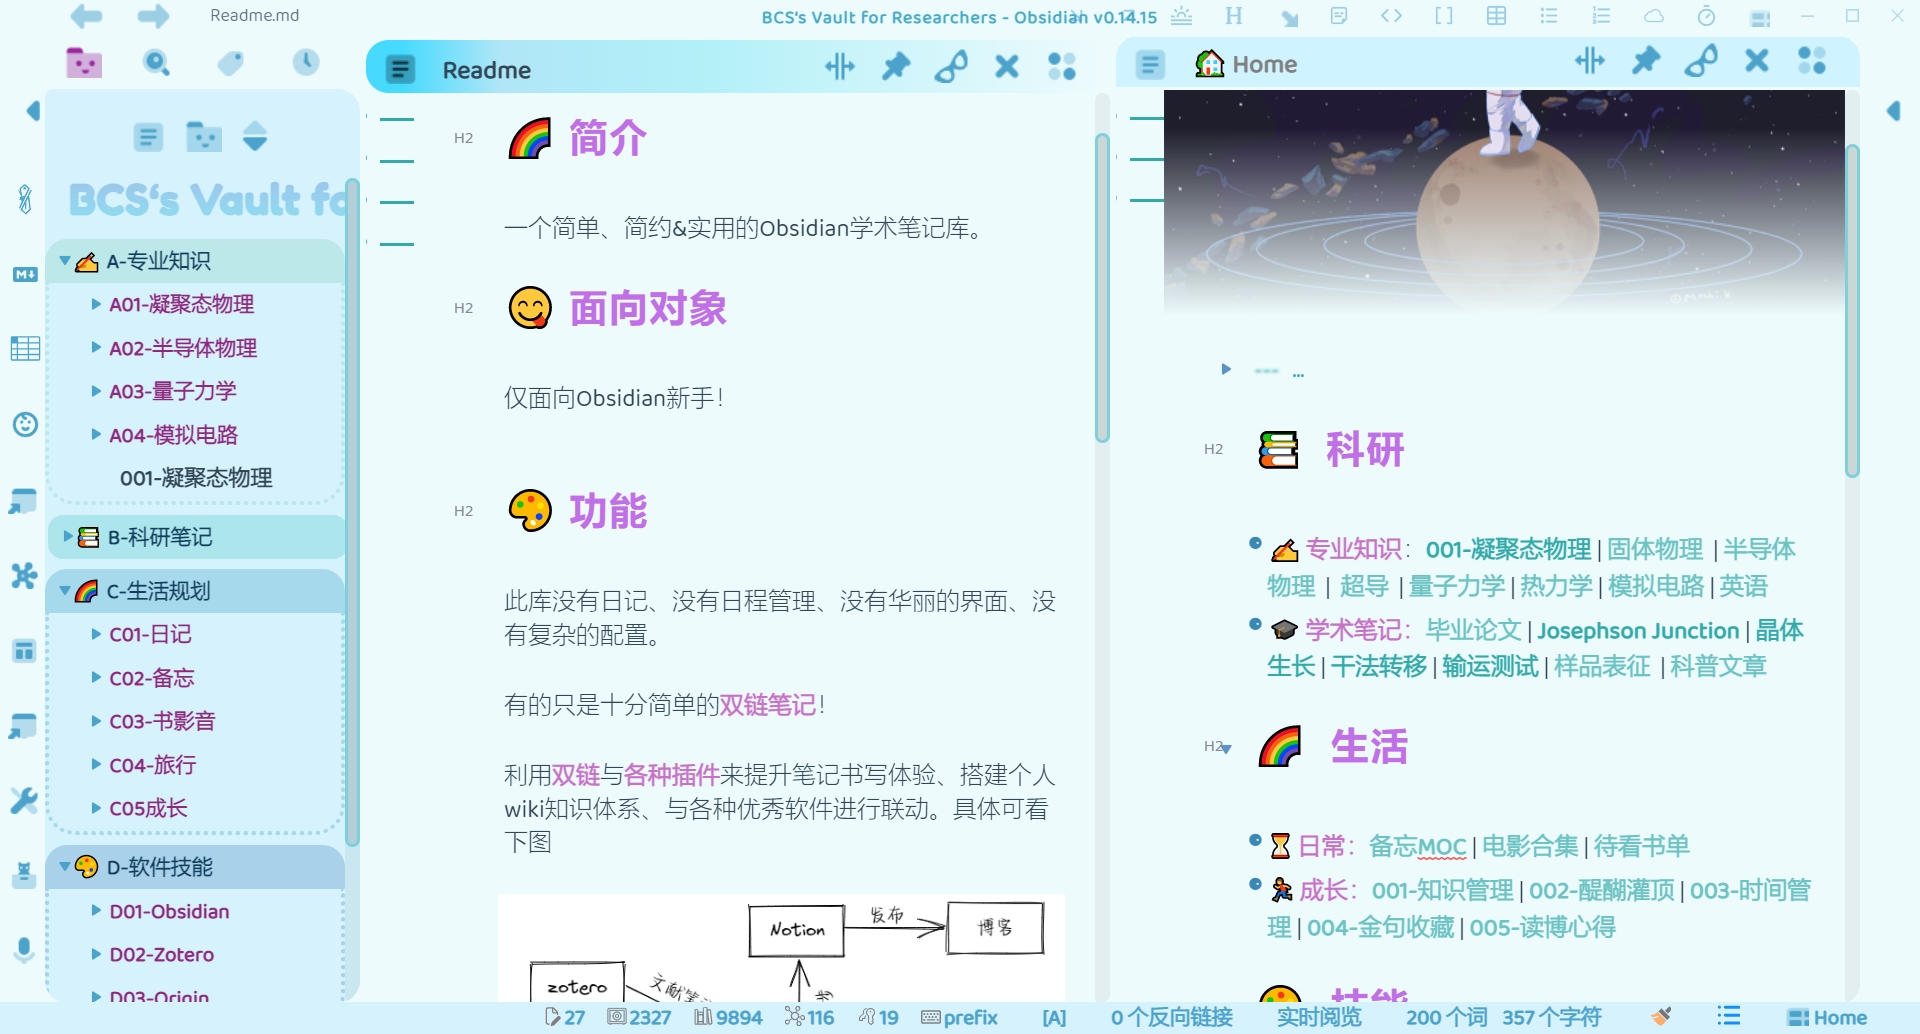 Readme.md
BCS's Vault for Researchers - Obsidian v0.14.15
BCS's Vault fo
A-专业知识
A01-凝聚态物理
A02-半导体物理
A03-量子力学
A04-模拟电路
001-凝聚态物理
B-科研笔记
C-生活规划
C01-日记
C02-备忘
C03-书影音
C04-旅行
C05成长
D-软件技能
D01-Obsidian
D02-Zotero
D03-Origin
Readme
H2 简介
一个简单、简约&实用的Obsidian学术笔记库。
H2 面向对象
仅面向Obsidian新手！
H2 功能
此库没有日记、没有日程管理、没有华丽的界面、没
有复杂的配置。
有的只是十分简单的双链笔记！
利用双链与各种插件来提升笔记书写体验、搭建个人
wiki知识体系、与各种优秀软件进行联动。具体可看
下图
Notion
发布
博客
zotero
文献笔
Home
--- ...
H2 科研
专业知识：001-凝聚态物理 | 固体物理 | 半导体
物理 | 超导 | 量子力学 | 热力学 | 模拟电路 | 英语
学术笔记：毕业论文 | Josephson Junction | 晶体
生长 | 干法转移 | 输运测试 | 样品表征 | 科普文章
H2 生活
日常：备忘MOC | 电影合集 | 待看书单
成长：001-知识管理 | 002-醍醐灌顶 | 003-时间管
理 | 004-金句收藏 | 005-读博心得
技能
27 2327 9894 116 19 prefix [A] 0 个反向链接 实时阅览 200 个词 357 个字符 Home